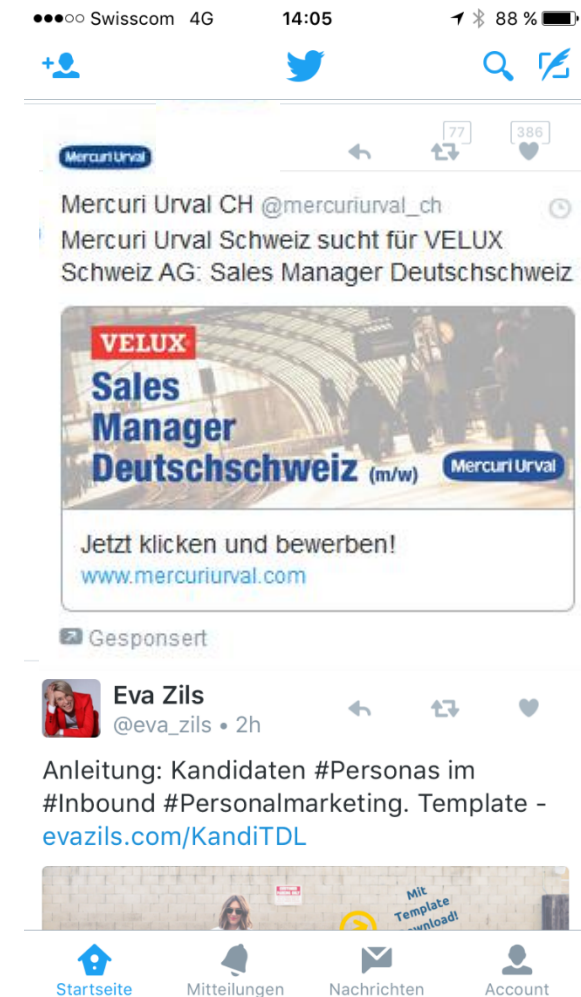 Swisscom 4G 14:05 88 %
77 386
Mercuri Urval
Mercuri Urval CH @mercuriurval_ch
Mercuri Urval Schweiz sucht für VELUX
Schweiz AG: Sales Manager Deutschschweiz
VELUX
Sales
Manager
Deutschschweiz (m/w)
Mercuri Urval
Jetzt klicken und bewerben!
www.mercuriurval.com
Gesponsert
Eva Zils
@eva_zils • 2h
Anleitung: Kandidaten #Personas im
#Inbound #Personalmarketing. Template -
evazils.com/KandiTDL
Mit
Template
Startseite Mitteilungen Nachrichten Account